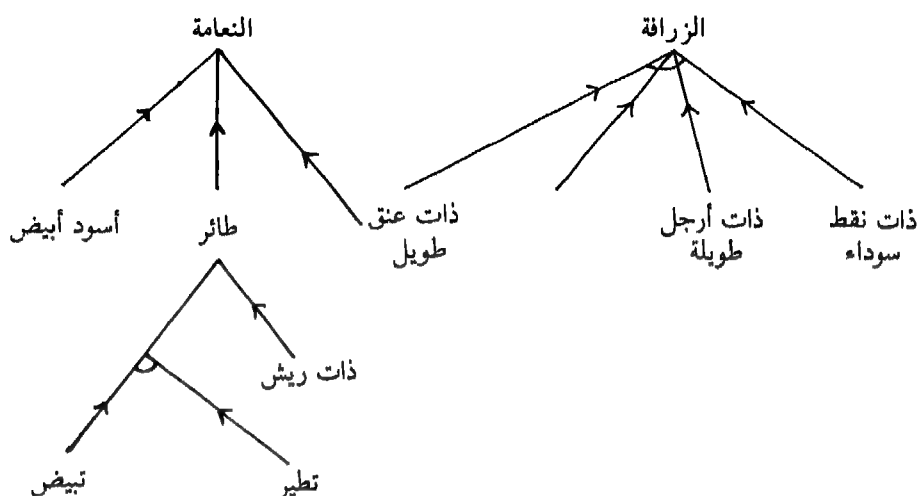 الزرافة
النعامة
ذات نقط
سوداء
ذات أرجل
طويلة
ذات عنق
طويل
طائر
أسود أبيض
ذات ريش
تطير
تبيض